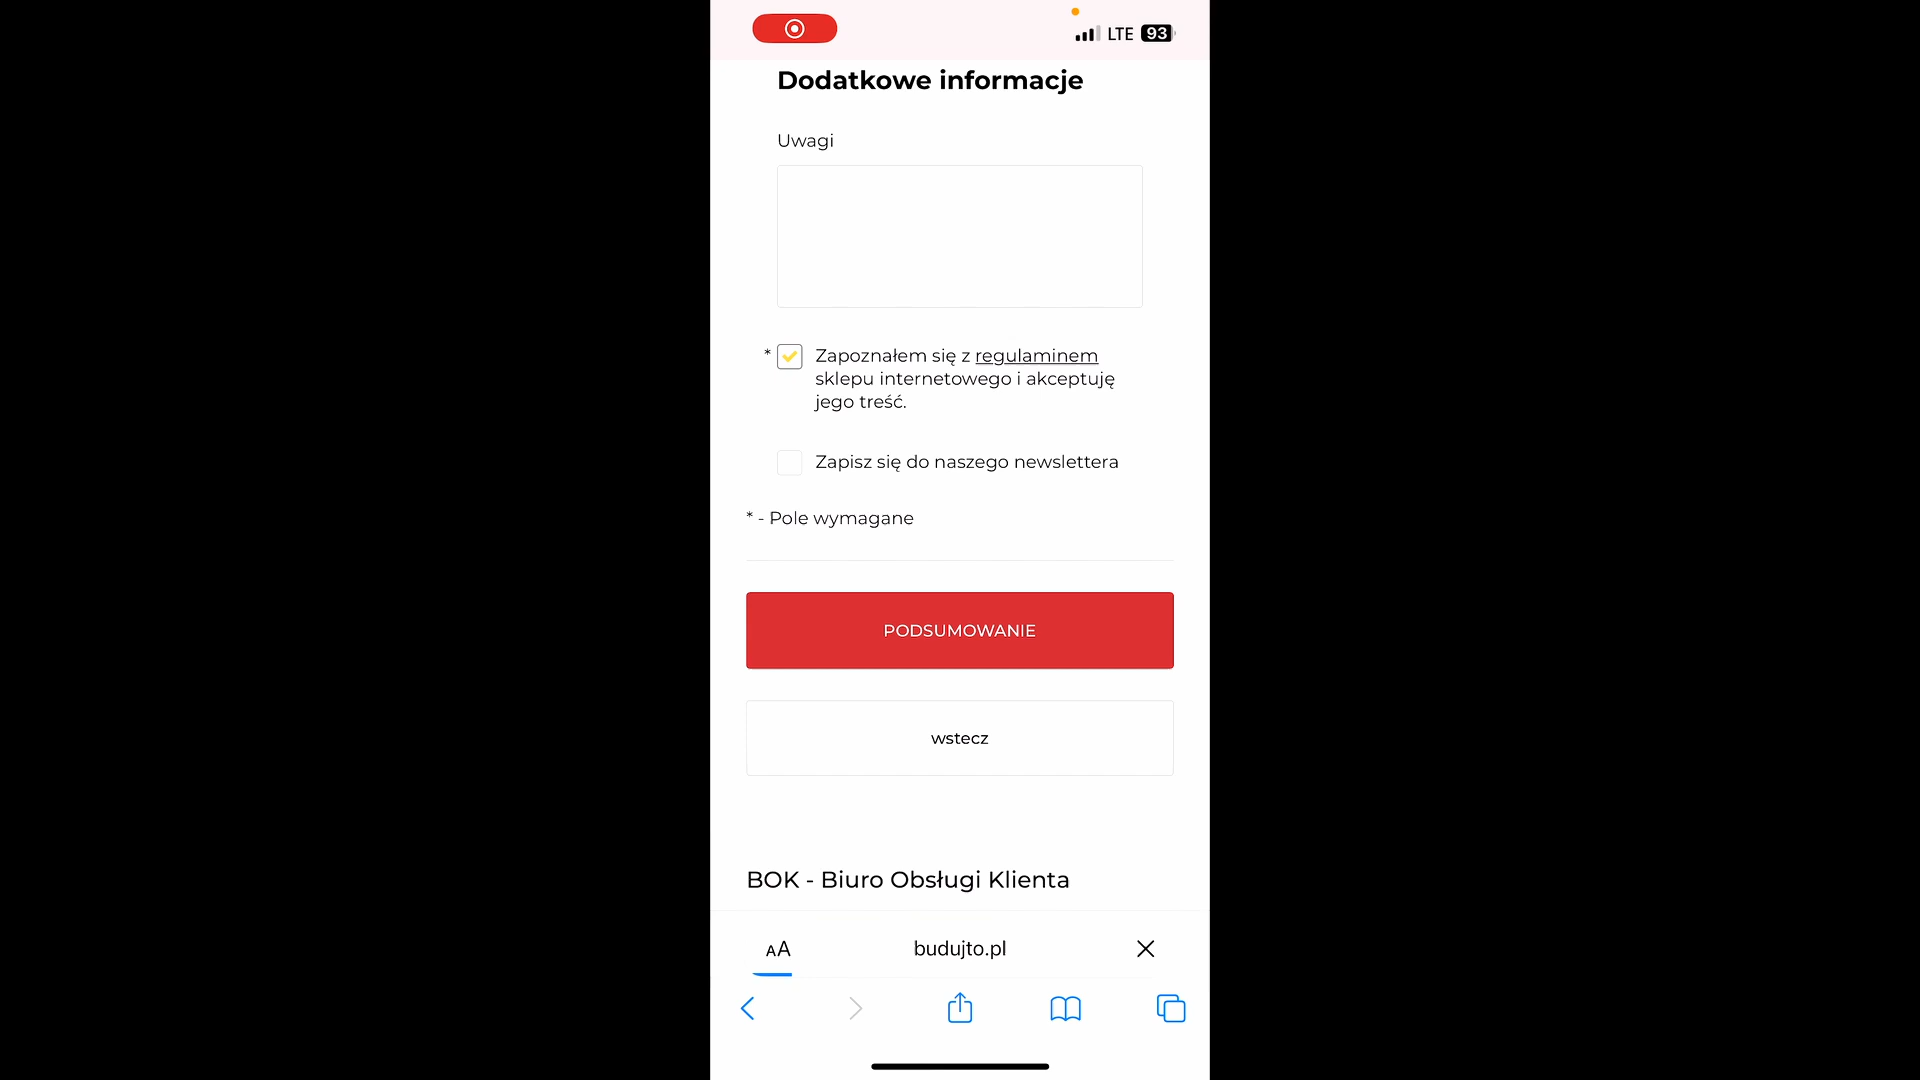 LTE 93
Dodatkowe informacje
Uwagi
* Zapoznałem się z regulaminem
sklepu internetowego i akceptuję
jego treść.
Zapisz się do naszego newslettera
* - Pole wymagane
PODSUMOWANIE
wstecz
BOK - Biuro Obsługi Klienta
AA budujto.pl